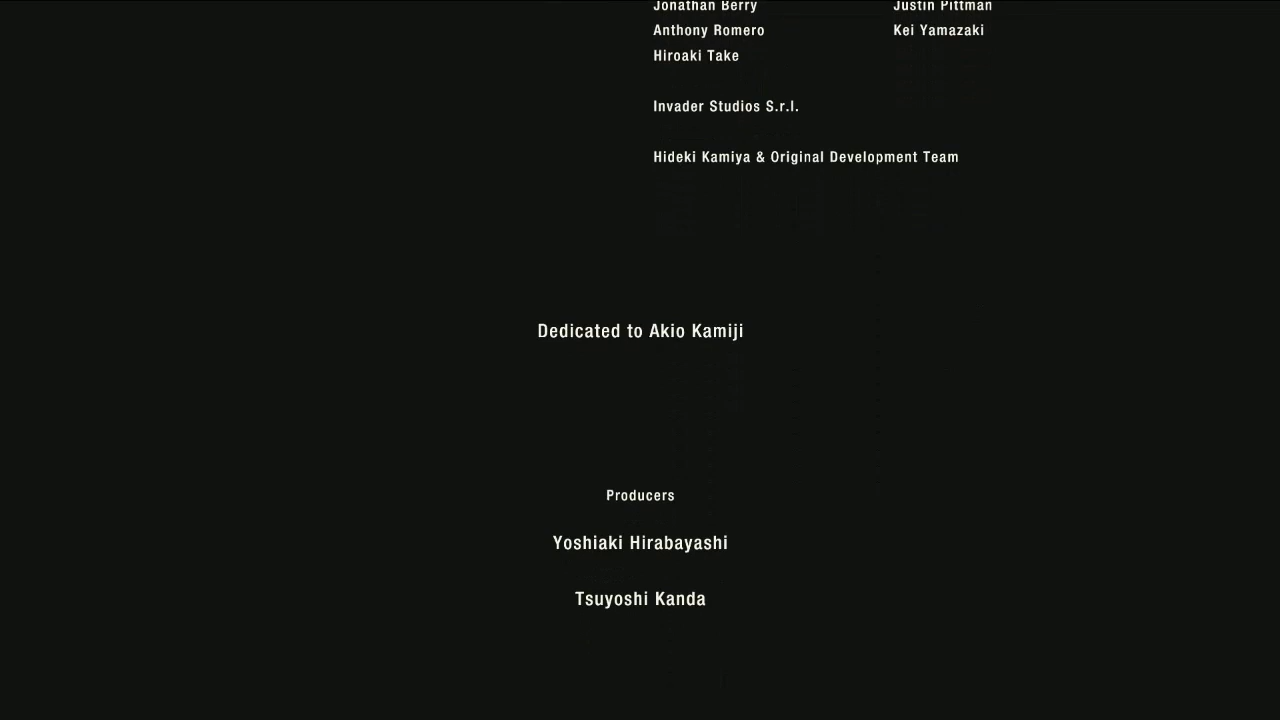 Jonathan Berry Justin Pittman
Anthony Romero Kei Yamazaki
Hiroaki Take
Invader Studios S.r.l.
Hideki Kamiya & Original Development Team
Dedicated to Akio Kamiji
Producers
Yoshiaki Hirabayashi
Tsuyoshi Kanda